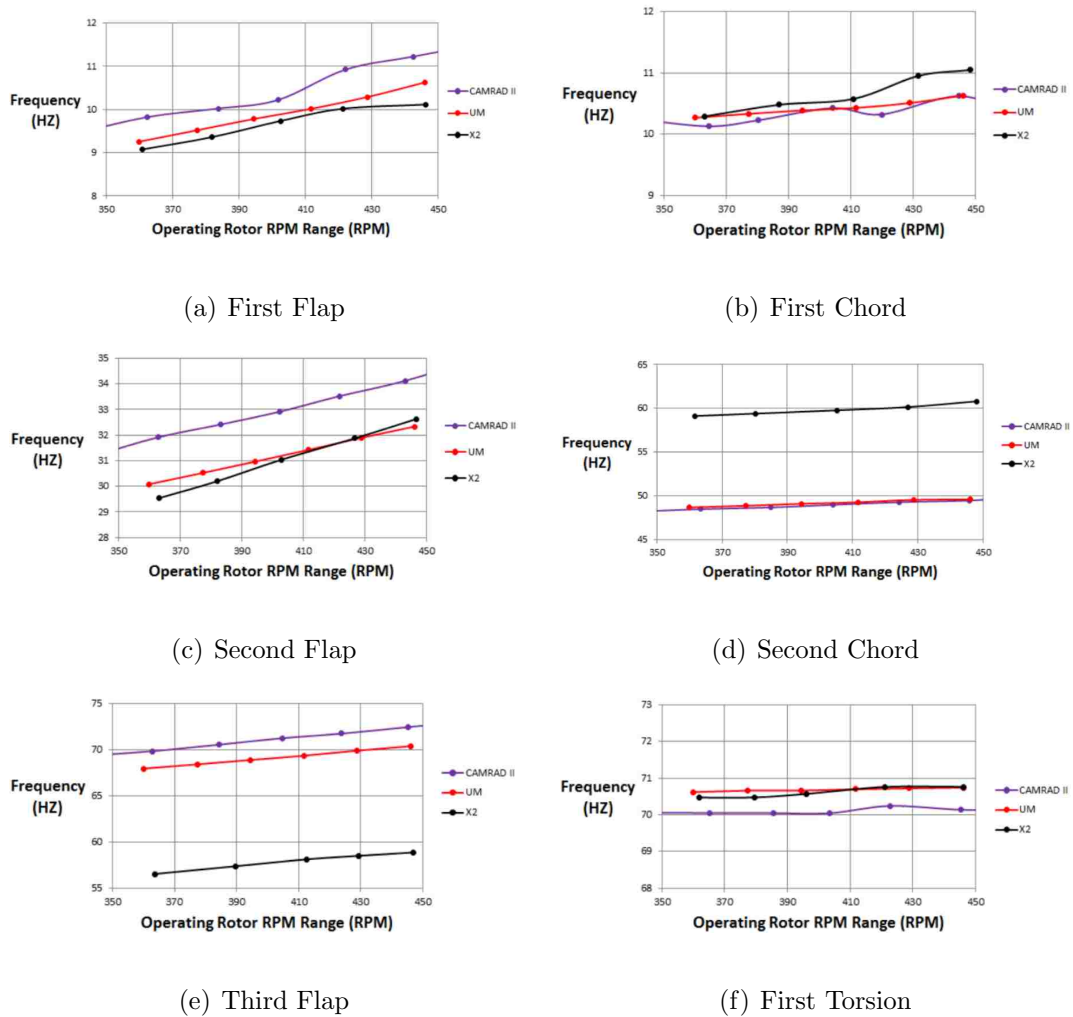 12
11
10
9
8
Frequency
(HZ)
350 370 390 410 430 450
Operating Rotor RPM Range (RPM)
CAMRAD II
UM
X2
(a) First Flap
12
11
10
9
Frequency
(HZ)
350 370 390 410 430 450
Operating Rotor RPM Range (RPM)
CAMRAD II
UM
X2
(b) First Chord
35
34
33
32
31
30
29
28
Frequency
(HZ)
350 370 390 410 430 450
Operating Rotor RPM Range (RPM)
CAMRAD II
UM
X2
(c) Second Flap
65
60
55
50
45
Frequency
(HZ)
350 370 390 410 430 450
Operating Rotor RPM Range (RPM)
CAMRAD II
UM
X2
(d) Second Chord
75
70
65
60
55
Frequency
(HZ)
350 370 390 410 430 450
Operating Rotor RPM Range (RPM)
CAMRAD II
UM
X2
(e) Third Flap
73
72
71
70
69
68
Frequency
(HZ)
350 370 390 410 430 450
Operating Rotor RPM Range (RPM)
CAMRAD II
UM
X2
(f) First Torsion